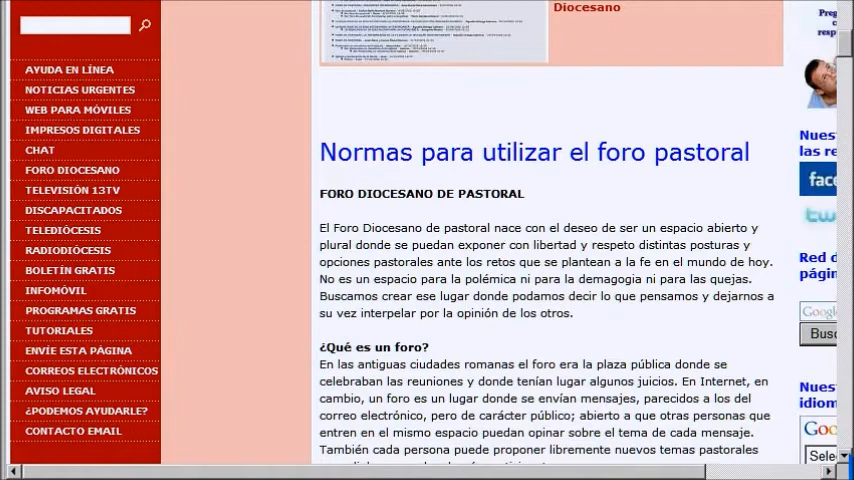 Diocesano
AYUDA EN LÍNEA
NOTICIAS URGENTES
WEB PARA MÓVILES
IMPRESOS DIGITALES
CHAT
FORO DIOCESANO
TELEVISIÓN 13TV
DISCAPACITADOS
TELEDIÓCESIS
RADIODIÓCESIS
BOLETÍN GRATIS
INFOMÓVIL
PROGRAMAS GRATIS
TUTORIALES
ENVÍE ESTA PÁGINA
CORREOS ELECTRÓNICOS
AVISO LEGAL
¿PODEMOS AYUDARLE?
CONTACTO EMAIL
Normas para utilizar el foro pastoral
FORO DIOCESANO DE PASTORAL
El Foro Diocesano de pastoral nace con el deseo de ser un espacio abierto y
plural donde se puedan exponer con libertad y respeto distintas posturas y
opciones pastorales ante los retos que se plantean a la fe en el mundo de hoy.
No es un espacio para la polémica ni para la demagogia ni para las quejas.
Buscamos crear ese lugar donde podamos decir lo que pensamos y dejarnos a
su vez interpelar por la opinión de los otros.
¿Qué es un foro?
En las antiguas ciudades romanas el foro era la plaza pública donde se
celebraban las reuniones y donde tenían lugar algunos juicios. En Internet, en
cambio, un foro es un lugar donde se envían mensajes, parecidos a los del
correo electrónico, pero de carácter público; abierto a que otras personas que
entren en el mismo espacio puedan opinar sobre el tema de cada mensaje.
También cada persona puede proponer libremente nuevos temas pastorales
Preg
c
resp
Nues
las re
face
tw
Red d
págin
Google
Busc
Nues
idiom
Goo
Sele